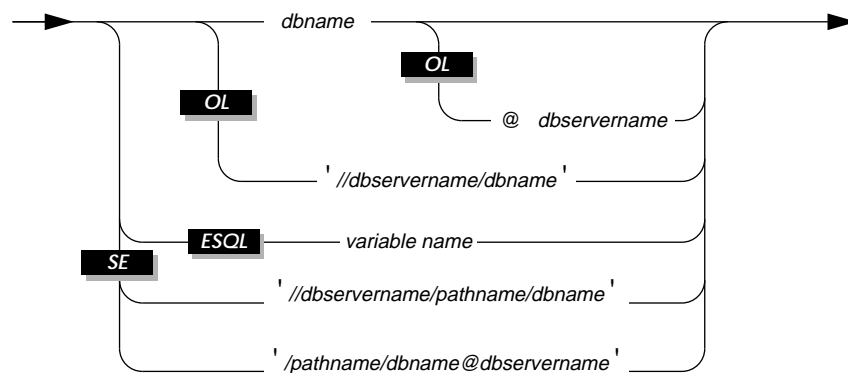 dbname
OL
OL
@ dbservername
' //dbservername/dbname '
ESQL variable name
SE
' //dbservername/pathname/dbname '
' /pathname/dbname@dbservername '